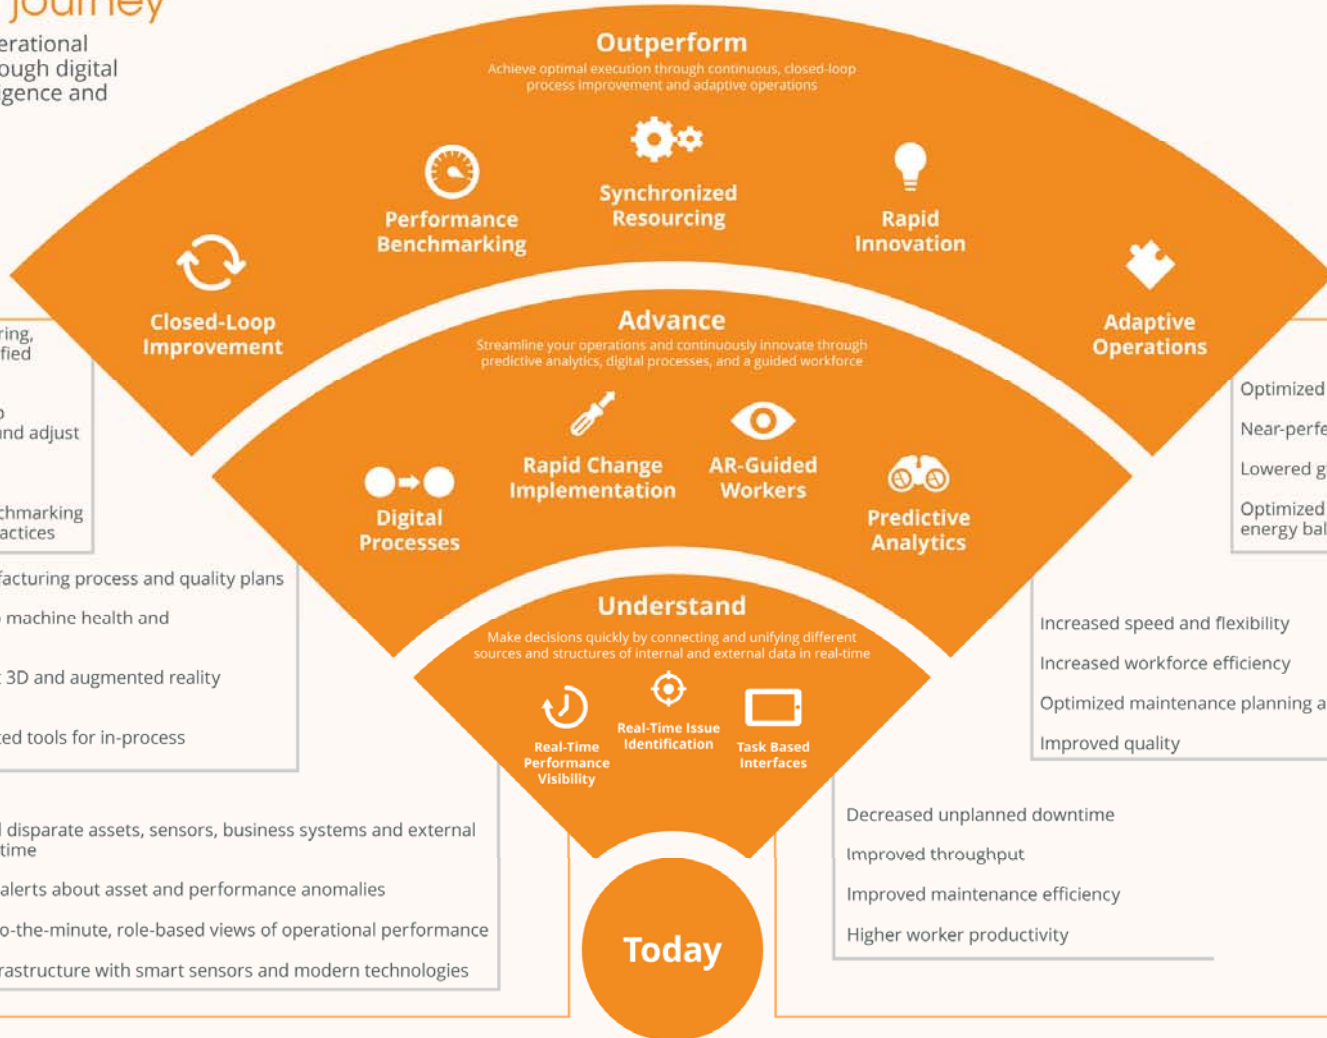 journey
erational
ough digital
igence and
Outperform
Achieve optimal execution through continuous, closed-loop
process improvement and adaptive operations
Closed-Loop
Improvement
Performance
Benchmarking
Synchronized
Resourcing
Rapid
Innovation
Adaptive
Operations
ring,
fied
and adjust
chmarking
actices
Optimized
Near-perfe
Lowered g
Optimized
energy bal
Advance
Streamline your operations and continuously innovate through
predictive analytics, digital processes, and a guided workforce
Digital
Processes
Rapid Change
Implementation
AR-Guided
Workers
Predictive
Analytics
facturing process and quality plans
o machine health and
t 3D and augmented reality
ted tools for in-process
Increased speed and flexibility
Increased workforce efficiency
Optimized maintenance planning a
Improved quality
Understand
Make decisions quickly by connecting and unifying different
sources and structures of internal and external data in real-time
Real-Time
Performance
Visibility
Real-Time Issue
Identification
Task Based
Interfaces
d disparate assets, sensors, business systems and external
time
alerts about asset and performance anomalies
o-the-minute, role-based views of operational performance
rastructure with smart sensors and modern technologies
Decreased unplanned downtime
Improved throughput
Improved maintenance efficiency
Higher worker productivity
Today